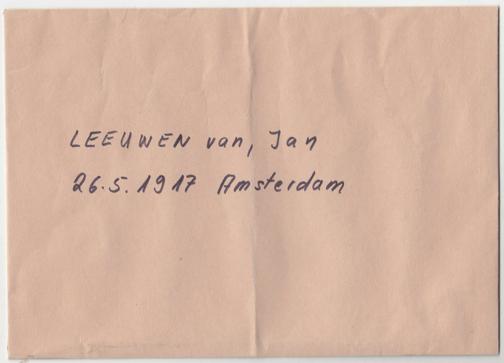 LEEUWEN van, Jan
26.5.1917 Amsterdam